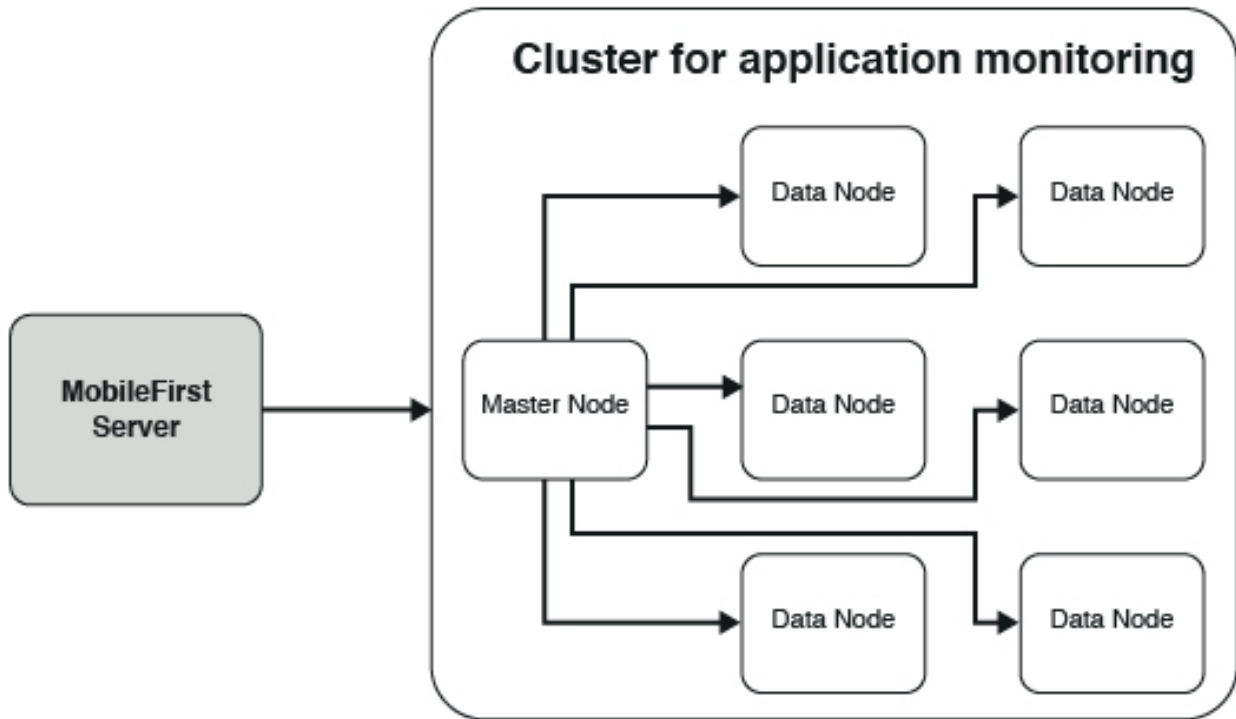 Cluster for application monitoring
Data Node
Data Node
MobileFirst
Server
Master Node
Data Node
Data Node
Data Node
Data Node